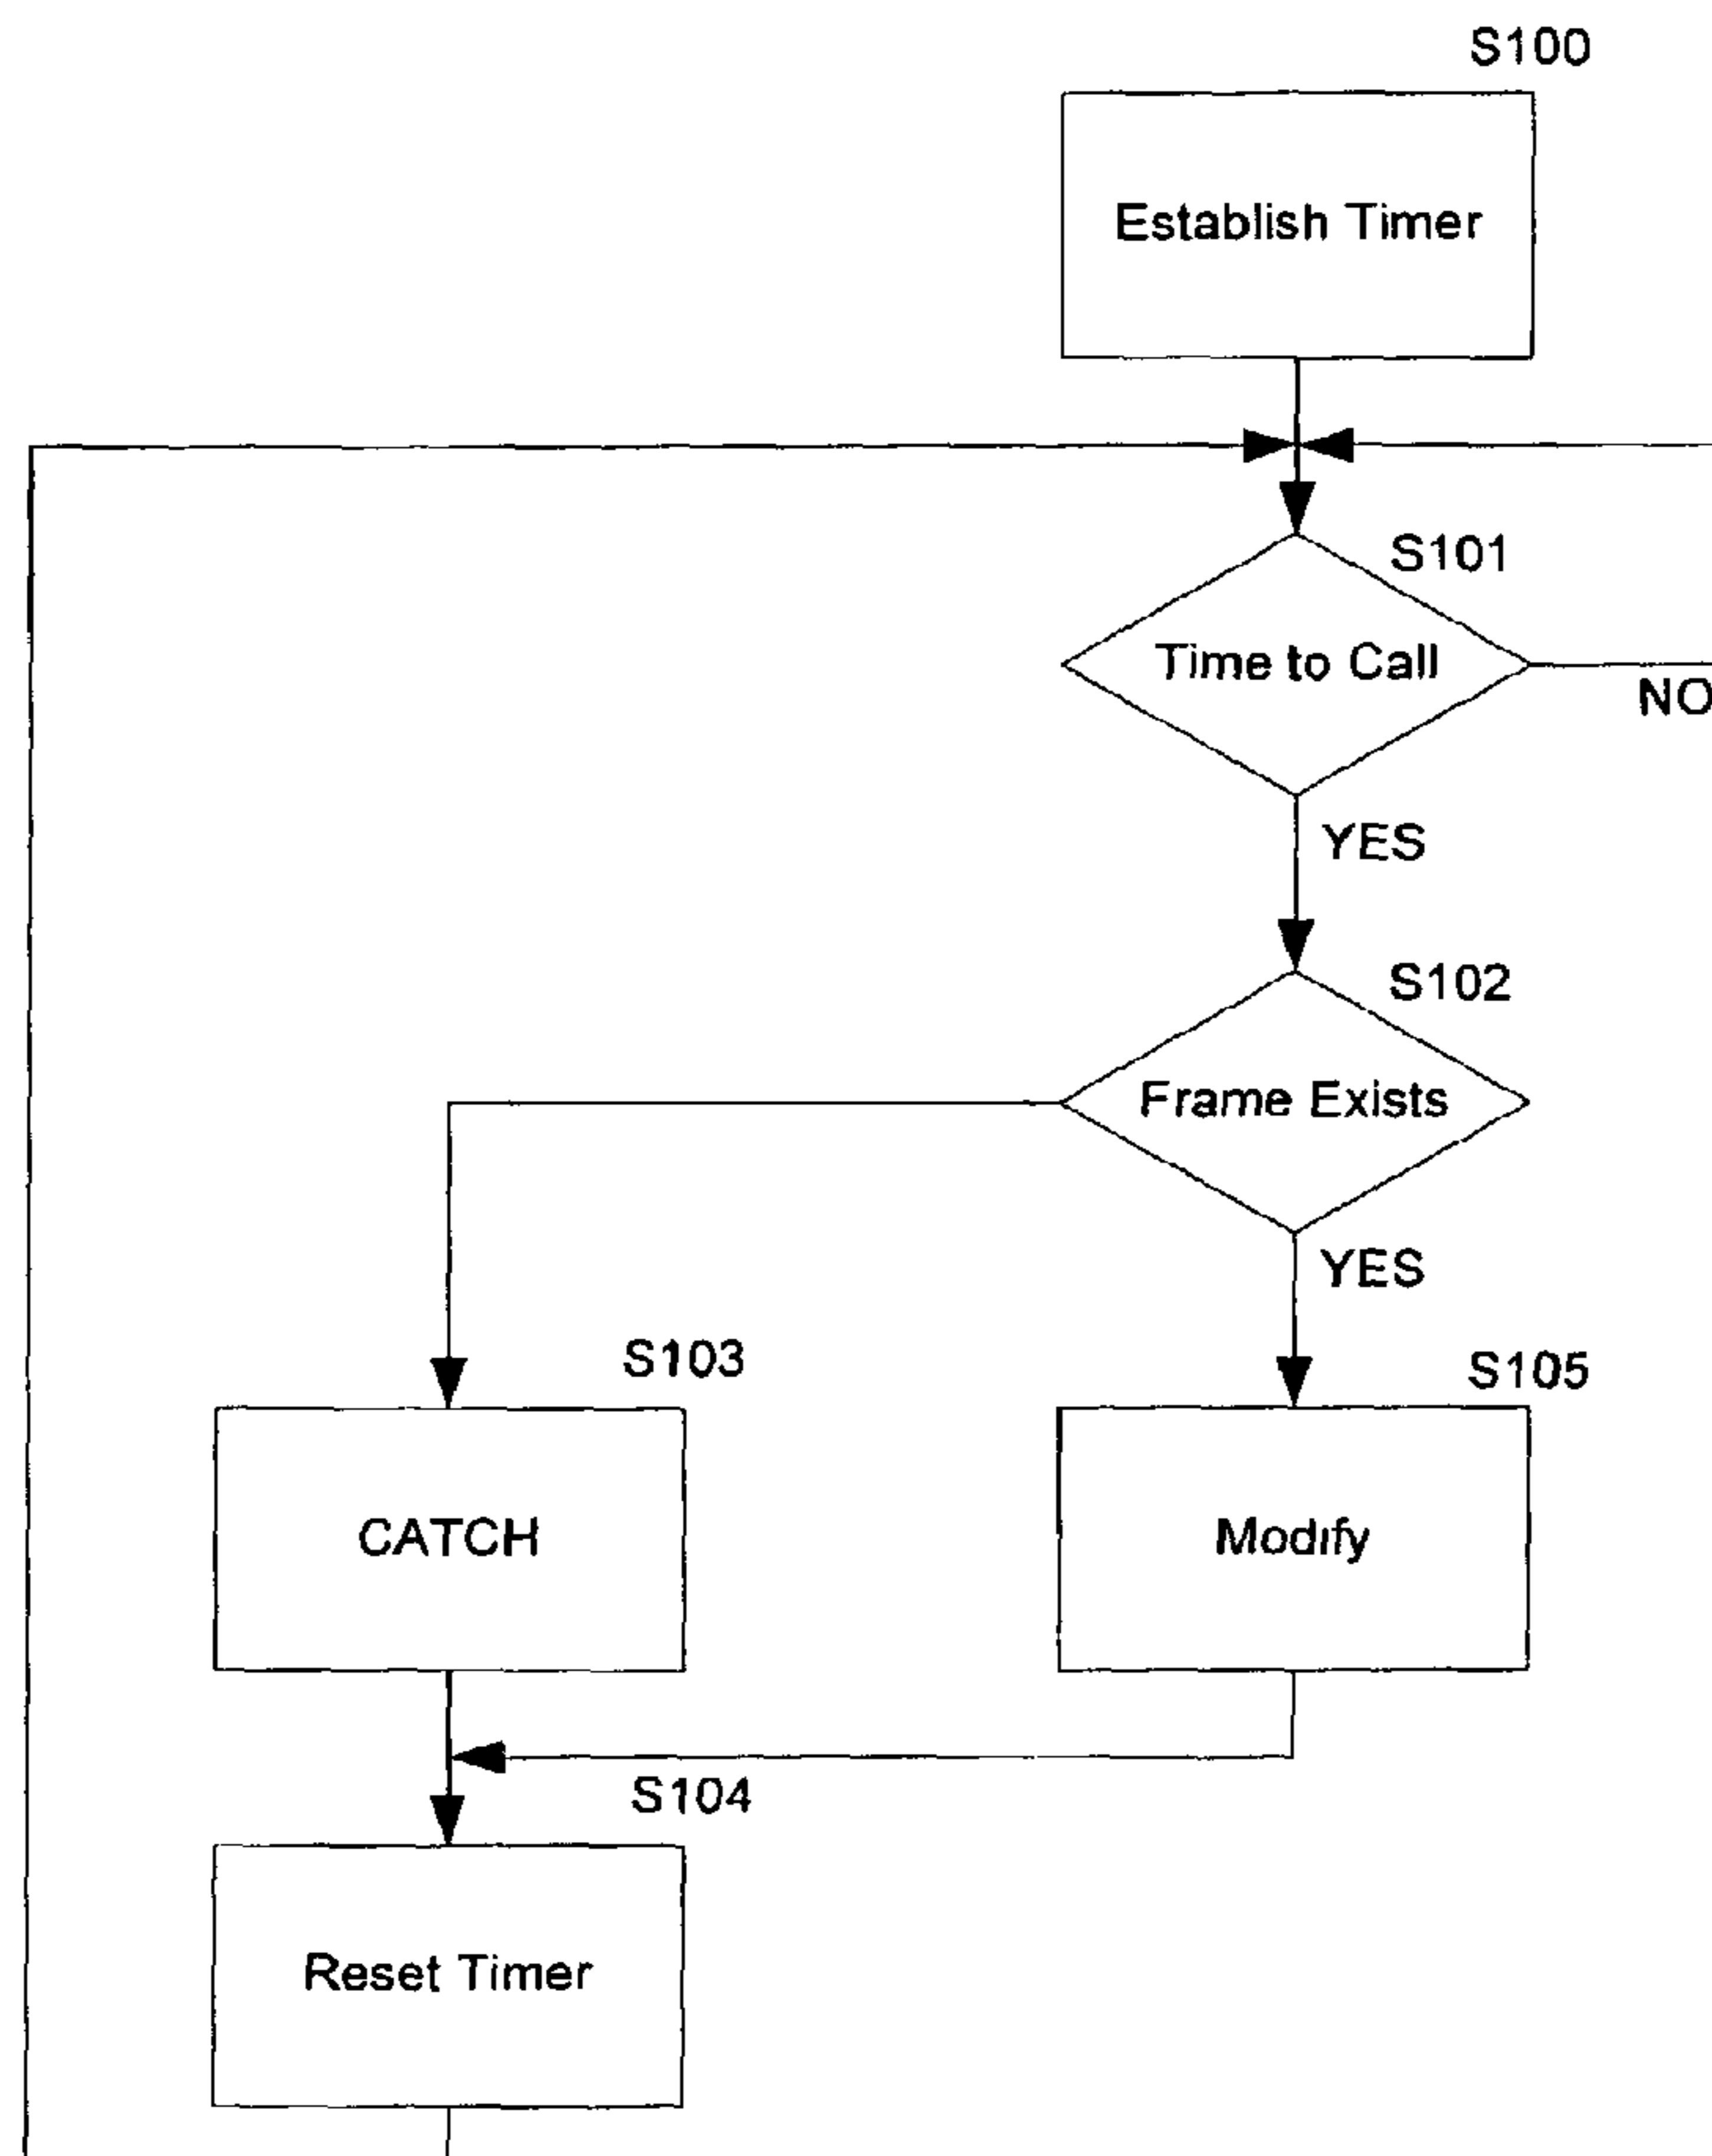 S100
Establish Timer
S101
Time to Call
NO
YES
S102
Frame Exists
YES
S103
S105
CATCH
Modify
S104
Reset Timer